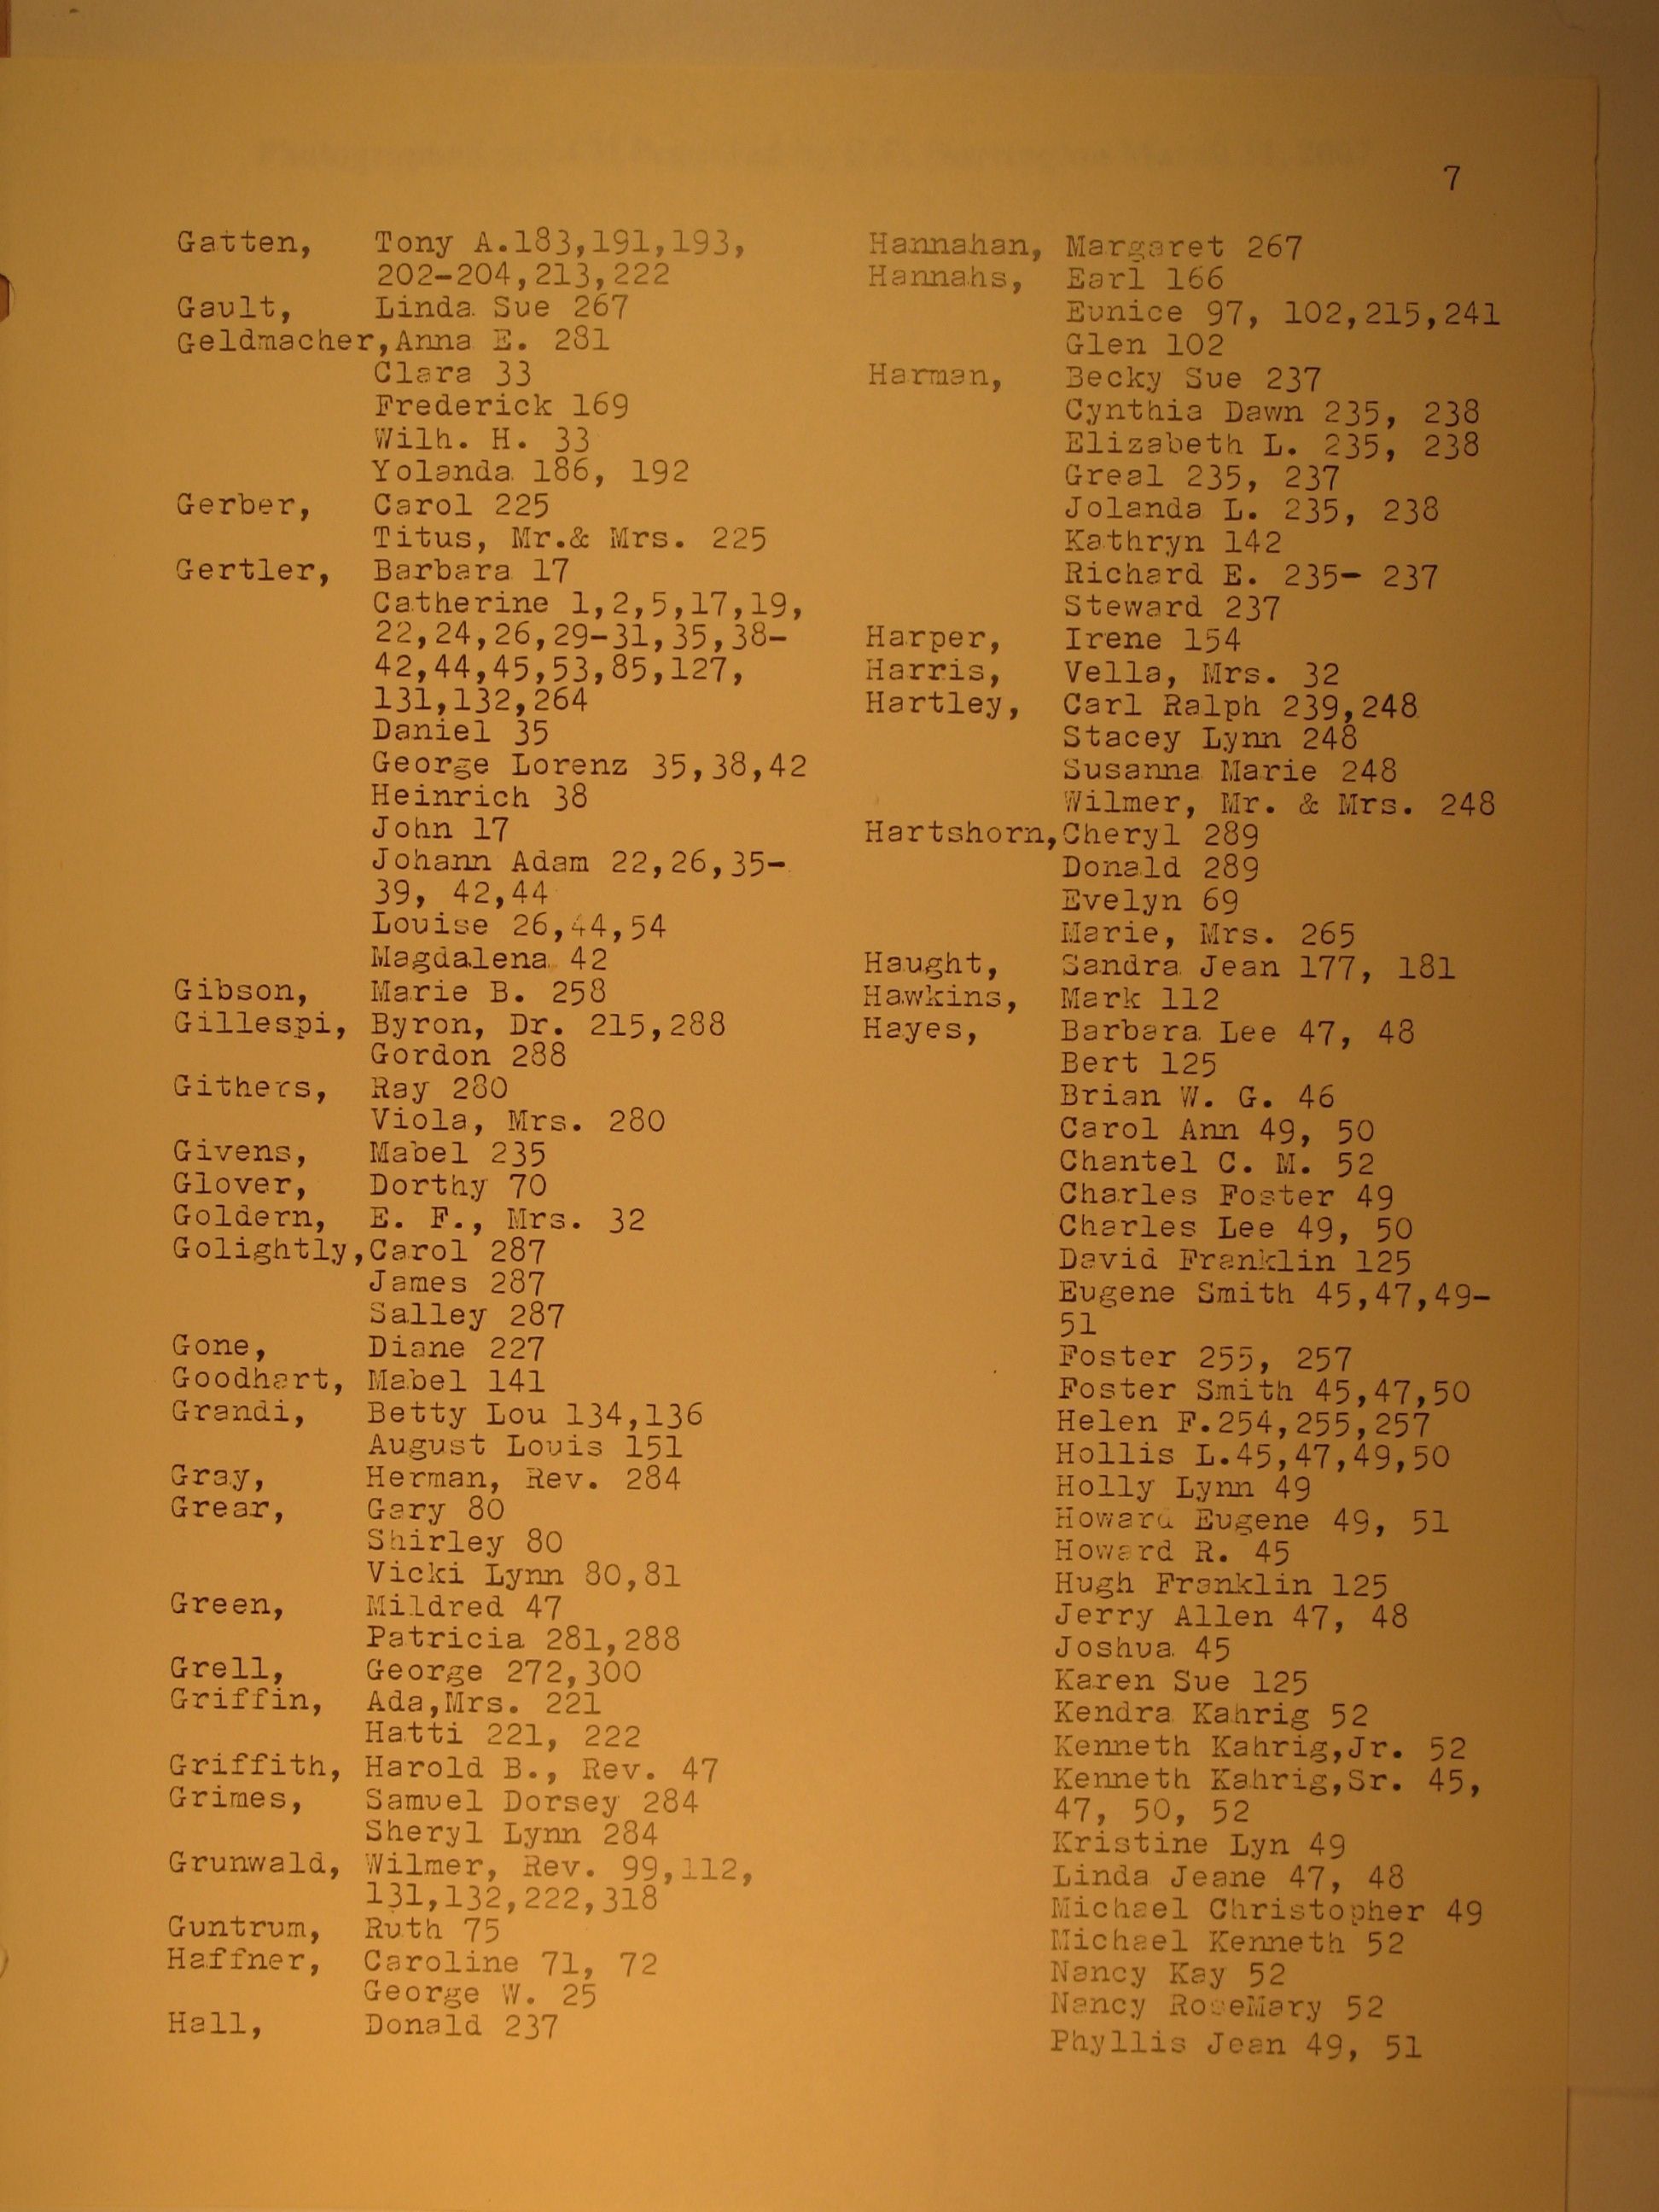 7
Gatten, Tony A.183,191,193,
202-204,213,222
Gault, Linda Sue 267
Geldmacher,Anna E. 281
Clara 33
Frederick 169
Wilh. H. 33
Yolanda 186, 192
Gerber, Carol 225
Titus, Mr.& Mrs. 225
Gertler, Barbara 17
Catherine 1,2,5,17,19,
22,24,26,29-31,35,38-
42,44,45,53,85,127,
131,132,264
Daniel 35
George Lorenz 35,38,42
Heinrich 38
John 17
Johann Adam 22,26,35-
39, 42,44
Louise 26,44,54
Magdalena 42
Gibson, Marie B. 258
Gillespi, Byron, Dr. 215,288
Gordon 288
Githers, Ray 280
Viola, Mrs. 280
Givens, Mabel 235
Glover, Dorthy 70
Goldern, E. F., Mrs. 32
Golightly,Carol 287
James 287
Salley 287
Gone, Diane 227
Goodhart, Mabel 141
Grandi, Betty Lou 134,136
August Louis 151
Gray, Herman, Rev. 284
Grear, Gary 80
Shirley 80
Vicki Lynn 80,81
Green, Mildred 47
Patricia 281,288
Grell, George 272,300
Griffin, Ada,Mrs. 221
Hatti 221, 222
Griffith, Harold B., Rev. 47
Grimes, Samuel Dorsey 284
Sheryl Lynn 284
Grunwald, Wilmer, Rev. 99,112,
131,132,222,318
Guntrum, Ruth 75
Haffner, Caroline 71, 72
George W. 25
Hall, Donald 237
Hannahan, Margaret 267
Hannahs, Earl 166
Eunice 97, 102,215,241
Glen 102
Harman, Becky Sue 237
Cynthia Dawn 235, 238
Elizabeth L. 235, 238
Greal 235, 237
Jolanda L. 235, 238
Kathryn 142
Richard E. 235- 237
Steward 237
Harper, Irene 154
Harris, Vella, Mrs. 32
Hartley, Carl Ralph 239,248
Stacey Lynn 248
Susanna Marie 248
Wilmer, Mr. & Mrs. 248
Hartshorn,Cheryl 289
Donald 289
Evelyn 69
Marie, Mrs. 265
Haught, Sandra Jean 177, 181
Hawkins, Mark 112
Hayes, Barbara Lee 47, 48
Bert 125
Brian W. G. 46
Carol Ann 49, 50
Chantel C. M. 52
Charles Foster 49
Charles Lee 49, 50
David Franklin 125
Eugene Smith 45,47,49-
51
Foster 255, 257
Foster Smith 45,47,50
Helen F.254,255,257
Hollis L.45,47,49,50
Holly Lynn 49
Howard Eugene 49, 51
Howard R. 45
Hugh Franklin 125
Jerry Allen 47, 48
Joshua 45
Karen Sue 125
Kendra Kahrig 52
Kenneth Kahrig,Jr. 52
Kenneth Kahrig,Sr. 45,
47, 50, 52
Kristine Lyn 49
Linda Jeane 47, 48
Michael Christopher 49
Michael Kenneth 52
Nancy Kay 52
Nancy RoseMary 52
Phyllis Jean 49, 51